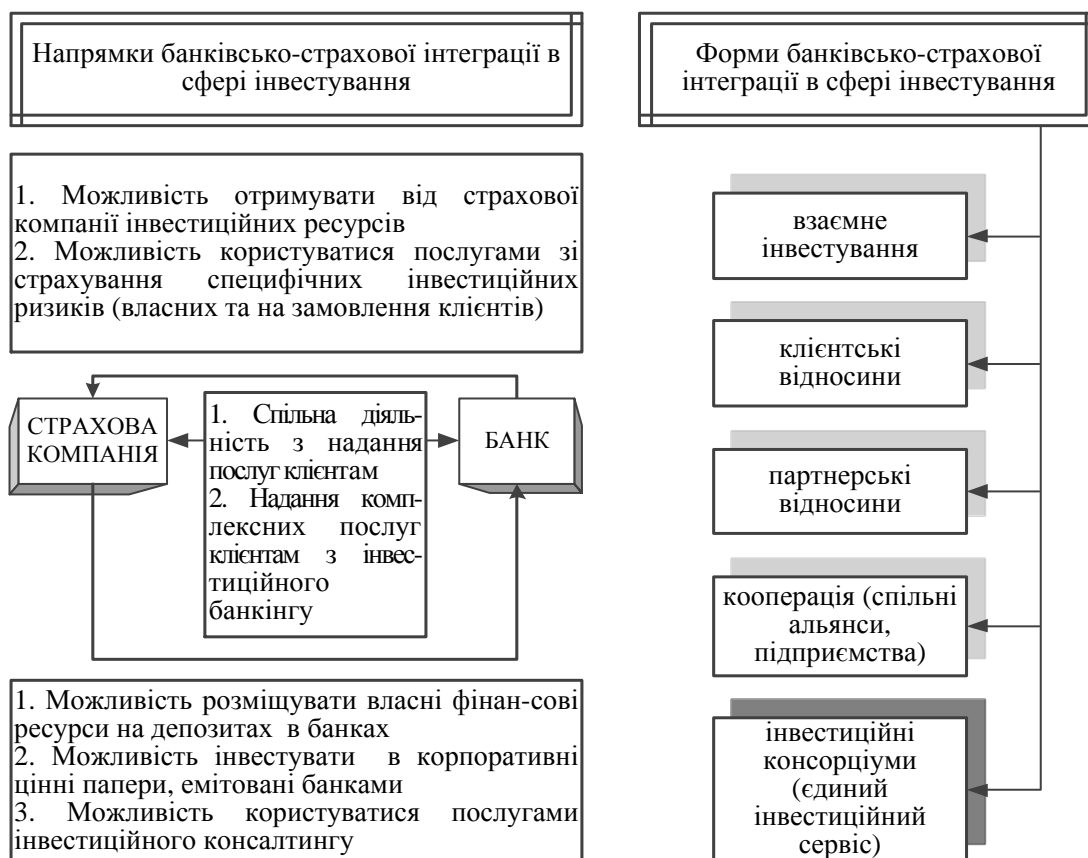 Напрямки банківсько-страхової інтеграції в
сфері інвестування
1. Можливість отримувати від страхової
компанії інвестиційних ресурсів
2. Можливість користуватися послугами зі
страхування специфічних інвестиційних
ризиків (власних та на замовлення клієнтів)
СТРАХОВА
КОМПАНІЯ
1. Спільна діяль-
ність з надання
послуг клієнтам
2. Надання комп-
лексних послуг
клієнтам з інвес-
тиційного
банкінгу
БАНК
1. Можливість розміщувати власні фінан-сові
ресурси на депозитах в банках
2. Можливість інвестувати в корпоративні
цінні папери, емітовані банками
3. Можливість користуватися послугами
інвестиційного консалтингу
Форми банківсько-страхової
інтеграції в сфері інвестування
взаємне
інвестування
клієнтські
відносини
партнерські
відносини
кооперація (спільні
альянси,
підприємства)
інвестиційні
консорціуми
(єдиний
інвестиційний
сервіс)